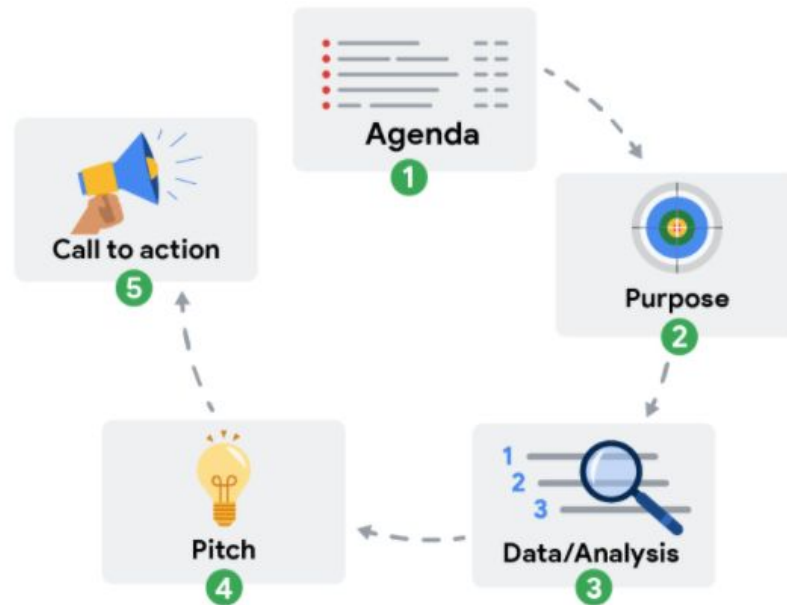 Agenda
1
Purpose
2
1
2
3
Data/Analysis
3
Pitch
4
Call to action
5